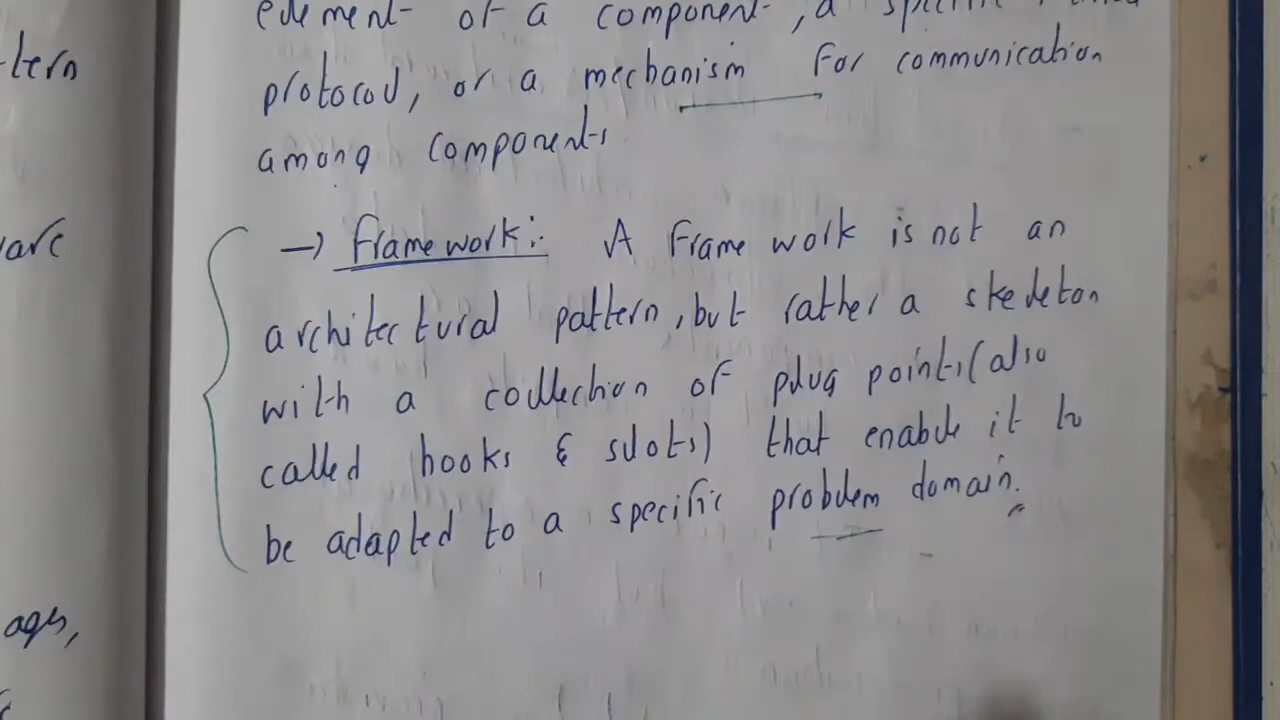 element of a component, a specific
protocol, or a mechanism for communication
among components
→ framework:- A frame work is not an
architectural pattern, but rather a skeleton
with a collection of plug points (also
called hooks & slots) that enable it to
be adapted to a specific problem domain.